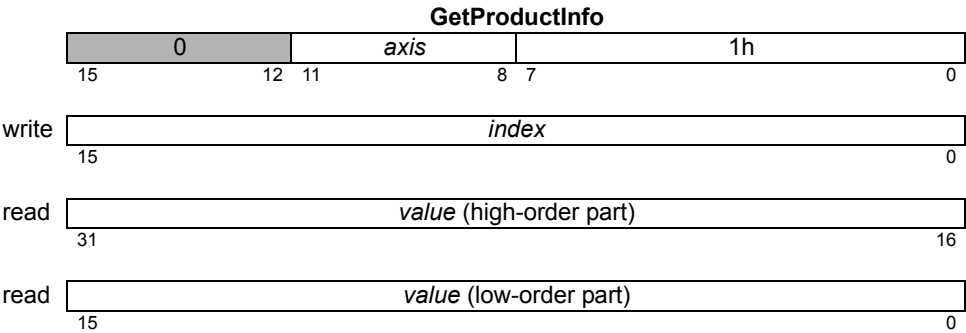 GetProductInfo
0 axis 1h
15 12 11 8 7 0
write index
15 0
read value (high-order part)
31 16
read value (low-order part)
15 0